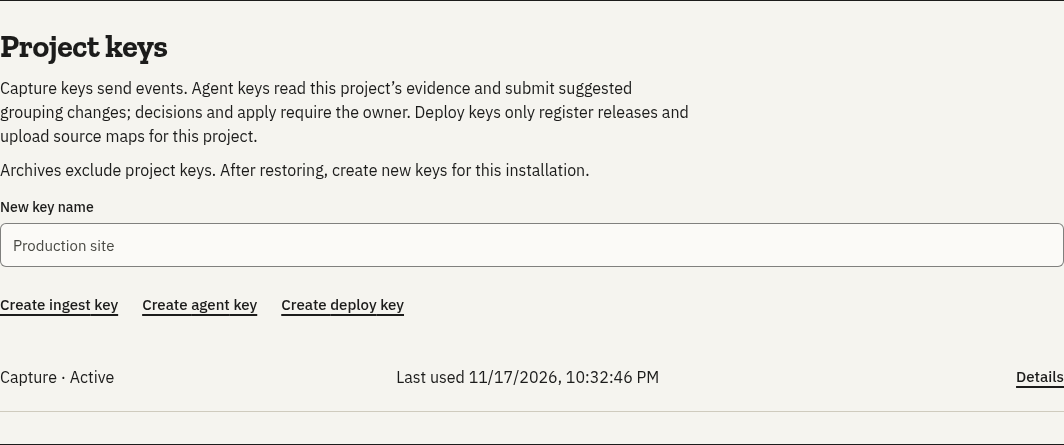 Project keys
Capture keys send events. Agent keys read this project’s evidence and submit suggested
grouping changes; decisions and apply require the owner. Deploy keys only register releases and
upload source maps for this project.
Archives exclude project keys. After restoring, create new keys for this installation.
New key name
Production site
Create ingest key Create agent key Create deploy key
Capture · Active Last used 11/17/2026, 10:32:46 PM Details